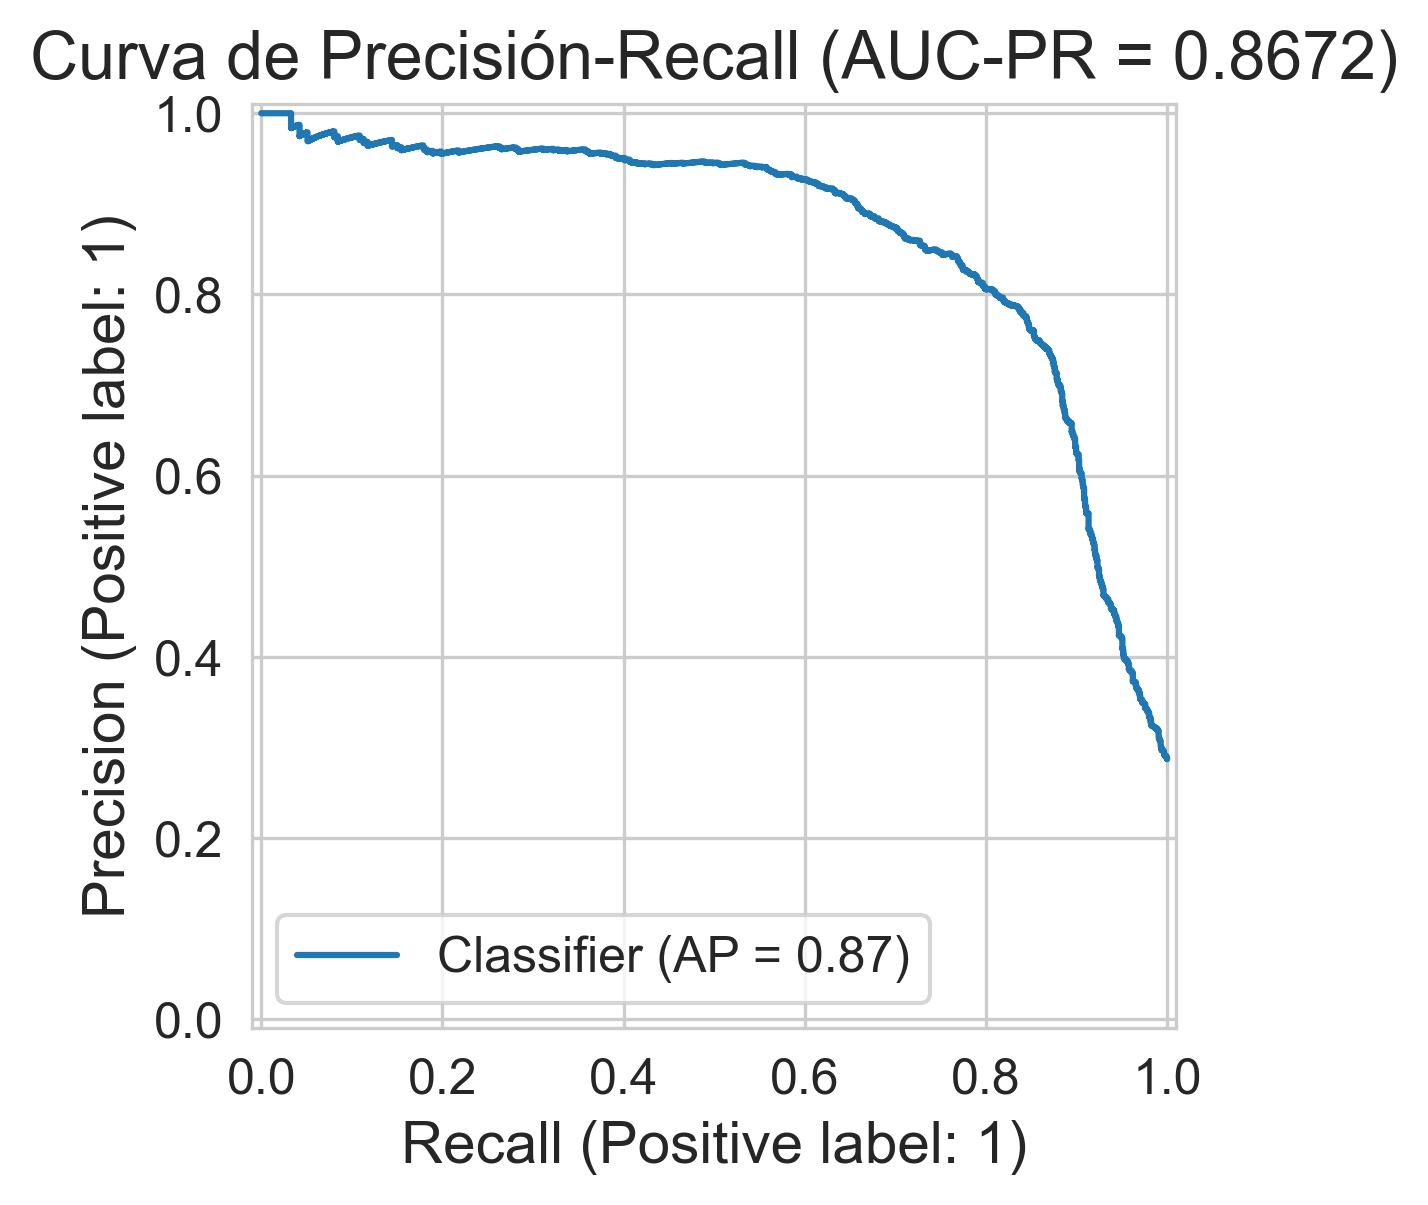 Curva de Precisión-Recall (AUC-PR = 0.8672)
Precision (Positive label: 1)
1.0
0.8
0.6
0.4
0.2
0.0
Classifier (AP = 0.87)
0.0 0.2 0.4 0.6 0.8 1.0
Recall (Positive label: 1)